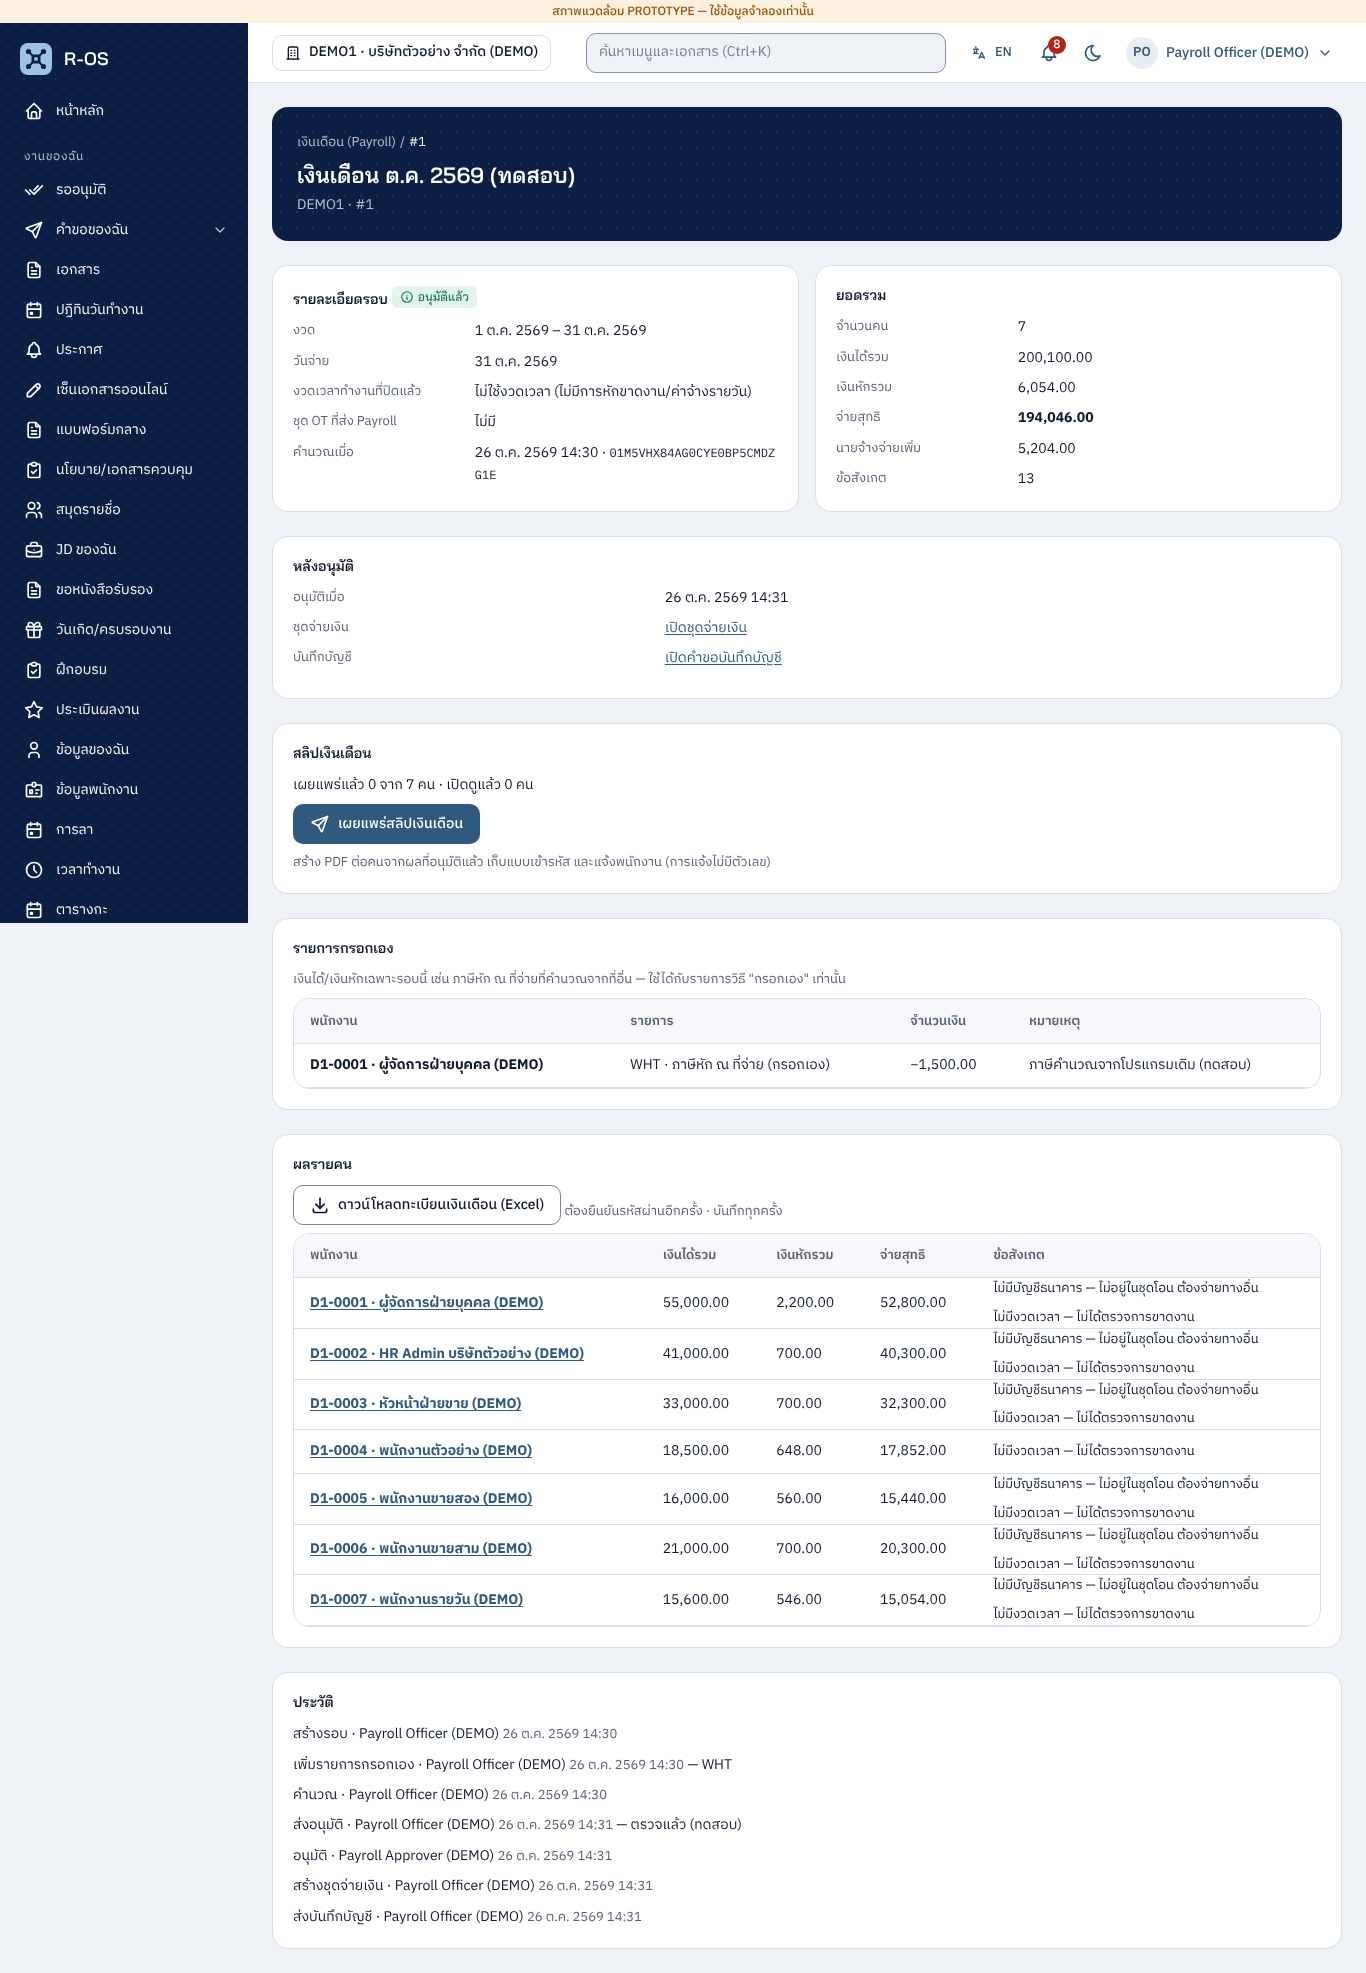 สภาพแวดล้อม PROTOTYPE — ใช้ข้อมูลจำลองเท่านั้น
R-OS
DEMO1 · บริษัทตัวอย่าง จำกัด (DEMO)
ค้นหาเมนูและเอกสาร (Ctrl+K)
EN
8
PO
Payroll Officer (DEMO)
หน้าหลัก
งานของฉัน
รออนุมัติ
คำขอของฉัน
เอกสาร
ปฏิทินวันทำงาน
ประกาศ
เซ็นเอกสารออนไลน์
แบบฟอร์มกลาง
นโยบาย/เอกสารควบคุม
สมุดรายชื่อ
JD ของฉัน
ขอหนังสือรับรอง
วันเกิด/ครบรอบงาน
ฝึกอบรม
ประเมินผลงาน
ข้อมูลของฉัน
ข้อมูลพนักงาน
การลา
เวลาทำงาน
ตารางกะ
เงินเดือน (Payroll) / #1
เงินเดือน ต.ค. 2569 (ทดสอบ)
DEMO1 · #1
รายละเอียดรอบ อนุมัติแล้ว
งวด 1 ต.ค. 2569 – 31 ต.ค. 2569
วันจ่าย 31 ต.ค. 2569
งวดเวลาทำงานที่ปิดแล้ว ไม่ใช้งวดเวลา (ไม่มีการหักขาดงาน/ค่าจ้างรายวัน)
ชุด OT ที่ส่ง Payroll ไม่มี
คำนวณเมื่อ 26 ต.ค. 2569 14:30 · 01M5VHX84AG0CYE0BP5CMDZ
G1E
ยอดรวม
จำนวนคน 7
เงินได้รวม 200,100.00
เงินหักรวม 6,054.00
จ่ายสุทธิ 194,046.00
นายจ้างจ่ายเพิ่ม 5,204.00
ข้อสังเกต 13
หลังอนุมัติ
อนุมัติเมื่อ 26 ต.ค. 2569 14:31
ชุดจ่ายเงิน เปิดชุดจ่ายเงิน
บันทึกบัญชี เปิดคำขอบันทึกบัญชี
สลิปเงินเดือน
เผยแพร่แล้ว 0 จาก 7 คน · เปิดดูแล้ว 0 คน
เผยแพร่สลิปเงินเดือน
สร้าง PDF ต่อคนจากผลที่อนุมัติแล้ว เก็บแบบเข้ารหัส และแจ้งพนักงาน (การแจ้งไม่มีตัวเลข)
รายการกรอกเอง
เงินได้/เงินหักเฉพาะรอบนี้ เช่น ภาษีหัก ณ ที่จ่ายที่คำนวณจากที่อื่น — ใช้ได้กับรายการวิธี "กรอกเอง" เท่านั้น
พนักงาน รายการ จำนวนเงิน หมายเหตุ
D1-0001 · ผู้จัดการฝ่ายบุคคล (DEMO) WHT · ภาษีหัก ณ ที่จ่าย (กรอกเอง) −1,500.00 ภาษีคำนวณจากโปรแกรมเดิม (ทดสอบ)
ผลรายคน
ดาวน์โหลดทะเบียนเงินเดือน (Excel) ต้องยืนยันรหัสผ่านอีกครั้ง · บันทึกทุกครั้ง
พนักงาน เงินได้รวม เงินหักรวม จ่ายสุทธิ ข้อสังเกต
D1-0001 · ผู้จัดการฝ่ายบุคคล (DEMO) 55,000.00 2,200.00 52,800.00 ไม่มีบัญชีธนาคาร — ไม่อยู่ในชุดโอน ต้องจ่ายทางอื่น
ไม่มีงวดเวลา — ไม่ได้ตรวจการขาดงาน
D1-0002 · HR Admin บริษัทตัวอย่าง (DEMO) 41,000.00 700.00 40,300.00 ไม่มีบัญชีธนาคาร — ไม่อยู่ในชุดโอน ต้องจ่ายทางอื่น
ไม่มีงวดเวลา — ไม่ได้ตรวจการขาดงาน
D1-0003 · หัวหน้าฝ่ายขาย (DEMO) 33,000.00 700.00 32,300.00 ไม่มีบัญชีธนาคาร — ไม่อยู่ในชุดโอน ต้องจ่ายทางอื่น
ไม่มีงวดเวลา — ไม่ได้ตรวจการขาดงาน
D1-0004 · พนักงานตัวอย่าง (DEMO) 18,500.00 648.00 17,852.00 ไม่มีงวดเวลา — ไม่ได้ตรวจการขาดงาน
D1-0005 · พนักงานขายสอง (DEMO) 16,000.00 560.00 15,440.00 ไม่มีบัญชีธนาคาร — ไม่อยู่ในชุดโอน ต้องจ่ายทางอื่น
ไม่มีงวดเวลา — ไม่ได้ตรวจการขาดงาน
D1-0006 · พนักงานขายสาม (DEMO) 21,000.00 700.00 20,300.00 ไม่มีบัญชีธนาคาร — ไม่อยู่ในชุดโอน ต้องจ่ายทางอื่น
ไม่มีงวดเวลา — ไม่ได้ตรวจการขาดงาน
D1-0007 · พนักงานรายวัน (DEMO) 15,600.00 546.00 15,054.00 ไม่มีบัญชีธนาคาร — ไม่อยู่ในชุดโอน ต้องจ่ายทางอื่น
ไม่มีงวดเวลา — ไม่ได้ตรวจการขาดงาน
ประวัติ
สร้างรอบ · Payroll Officer (DEMO) 26 ต.ค. 2569 14:30
เพิ่มรายการกรอกเอง · Payroll Officer (DEMO) 26 ต.ค. 2569 14:30 — WHT
คำนวณ · Payroll Officer (DEMO) 26 ต.ค. 2569 14:30
ส่งอนุมัติ · Payroll Officer (DEMO) 26 ต.ค. 2569 14:31 — ตรวจแล้ว (ทดสอบ)
อนุมัติ · Payroll Approver (DEMO) 26 ต.ค. 2569 14:31
สร้างชุดจ่ายเงิน · Payroll Officer (DEMO) 26 ต.ค. 2569 14:31
ส่งบันทึกบัญชี · Payroll Officer (DEMO) 26 ต.ค. 2569 14:31